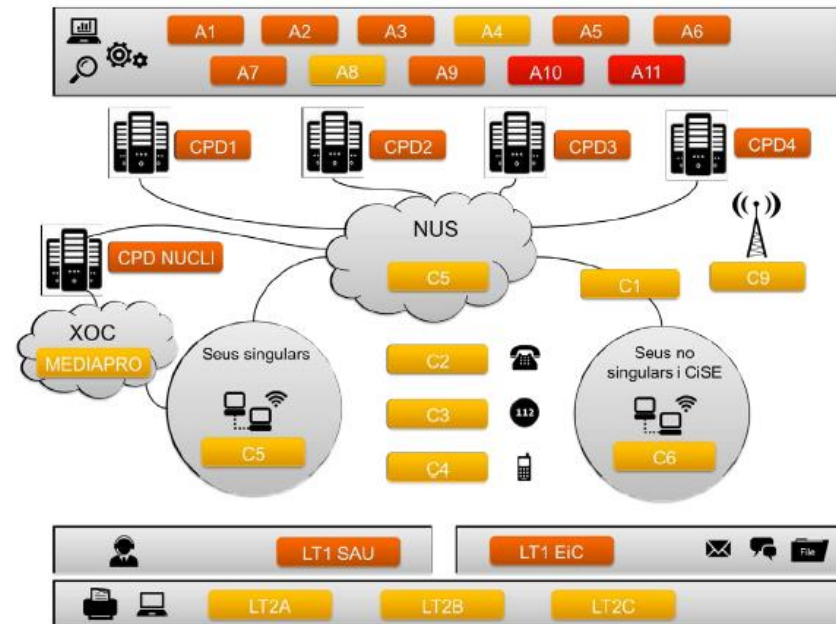 A1
A2
A3
A4
A5
A6
A7
A8
A9
A10
A11
CPD1
CPD2
CPD3
CPD4
NUS
CPD NUCLI
C5
C1
C9
XOC
MEDIAPRO
Seus singulars
C2
Seus no
singulars i CiSE
C3
112
C5
C4
C6
LT1 SAU
LT1 EiC
File
LT2A
LT2B
LT2C